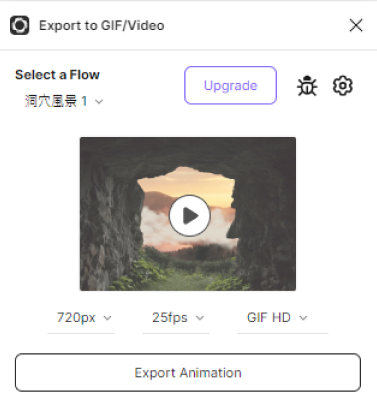 Export to GIF/Video
Select a Flow
Upgrade
洞穴風景 1
720px
25fps
GIF HD
Export Animation